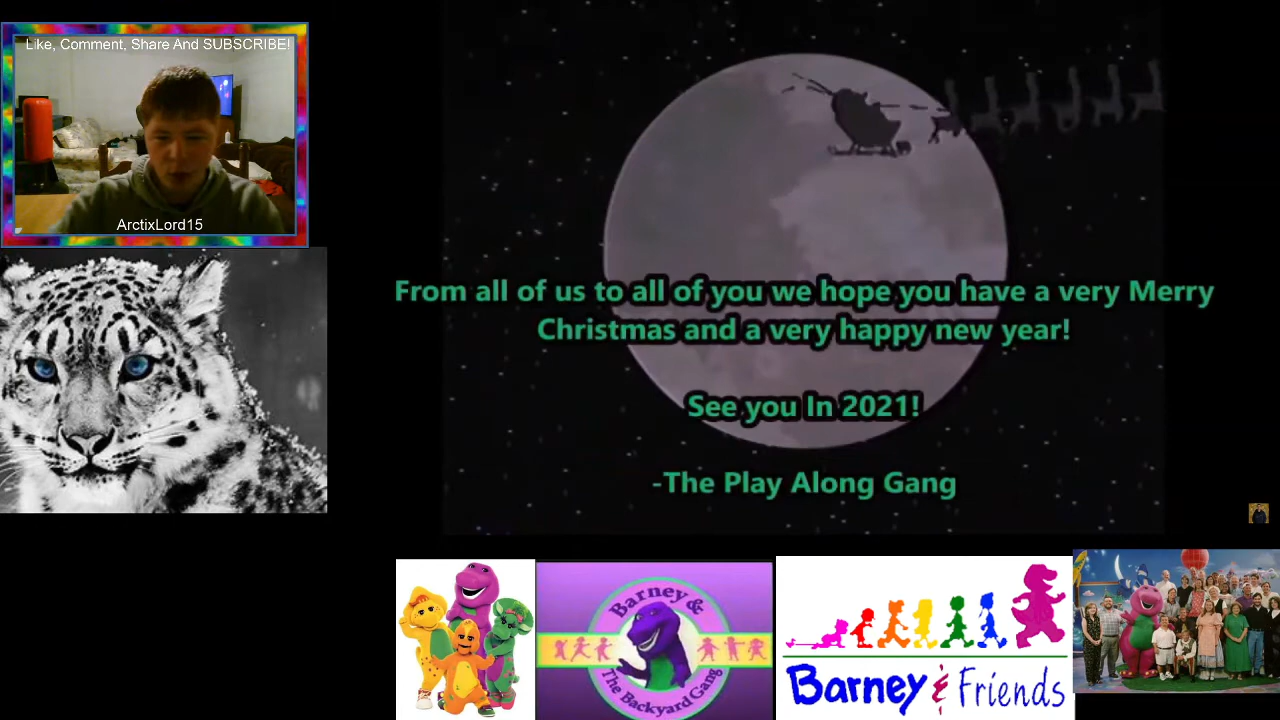 Like, Comment, Share And SUBSCRIBE!
ArctixLord15
From all of us to all of you we hope you have a very Merry
Christmas and a very happy new year!
See you In 2021!
-The Play Along Gang
Barney &
The Backyard Gang
Barney & Friends